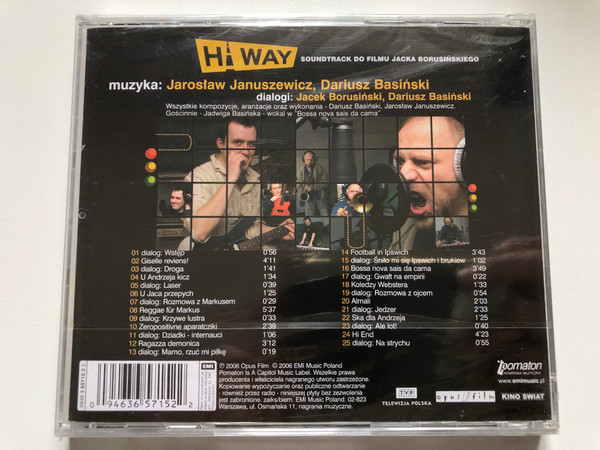 Hi WAY SOUNDTRACK DO FILMU JACKA BORUSIŃSKIEGO
muzyka: Jarosław Januszewicz, Dariusz Basiński
dialogi: Jacek Borusiński, Dariusz Basiński
Wszystkie kompozycje, aranżacje oraz wykonania - Dariusz Basiński, Jarosław Januszewicz.
Gościnnie - Jadwiga Basińska - wokal w "Bossa nova sais da cama".
01 dialog: Wstęp 0'56
02 Giselle reviens! 4'11
03 dialog: Droga 1'41
04 U Andrzeja kicz 1'34
05 dialog: Laser 0'39
06 U Jaca przepych 1'25
07 dialog: Rozmowa z Markusem 0'29
08 Reggae für Markus 5'37
09 dialog: Krzywe lustra 0'33
10 Zeropositivne aparatcziki 2'39
11 dialog: Dziadki - internauci 1'06
12 Ragazza demonica 3'12
13 dialog: Mamo, rzuć mi piłkę 0'19
14 Football in Ipswich 3'43
15 dialog: Śniło mi się Ipswich i brukiew 1'02
16 Bossa nova sais da cama 3'49
17 dialog: Gwałt na empirii 0'22
18 Koledzy Webstera 1'33
19 dialog: Rozmowa z ojcem 0'54
20 Almali 2'03
21 dialog: Jedzer 2'33
22 Ska dla Andrzeja 1'25
23 dialog: Ale lot! 0'40
24 Hi End 4'23
25 dialog: Na strychu 0'55
EMI
℗ 2006 Opus Film © 2006 EMI Music Poland
Pomaton Is A Capitol Music Label. Wszelkie prawa
producenta i właściciela nagranego utworu zastrzeżone.
Kopiowanie wypożyczanie oraz publiczne odtwarzanie
- również przez radio - niniejszej płyty bez zezwolenia
jest zabronione. zaiks/biem. EMI Music Poland: 02-823
Warszawa, ul. Osmańska 11, nagrania muzyczne.
0 94636 57152 2
TVP
TELEWIZJA POLSKA
opus film
pomaton
www.emimusic.pl
KINO ŚWIAT